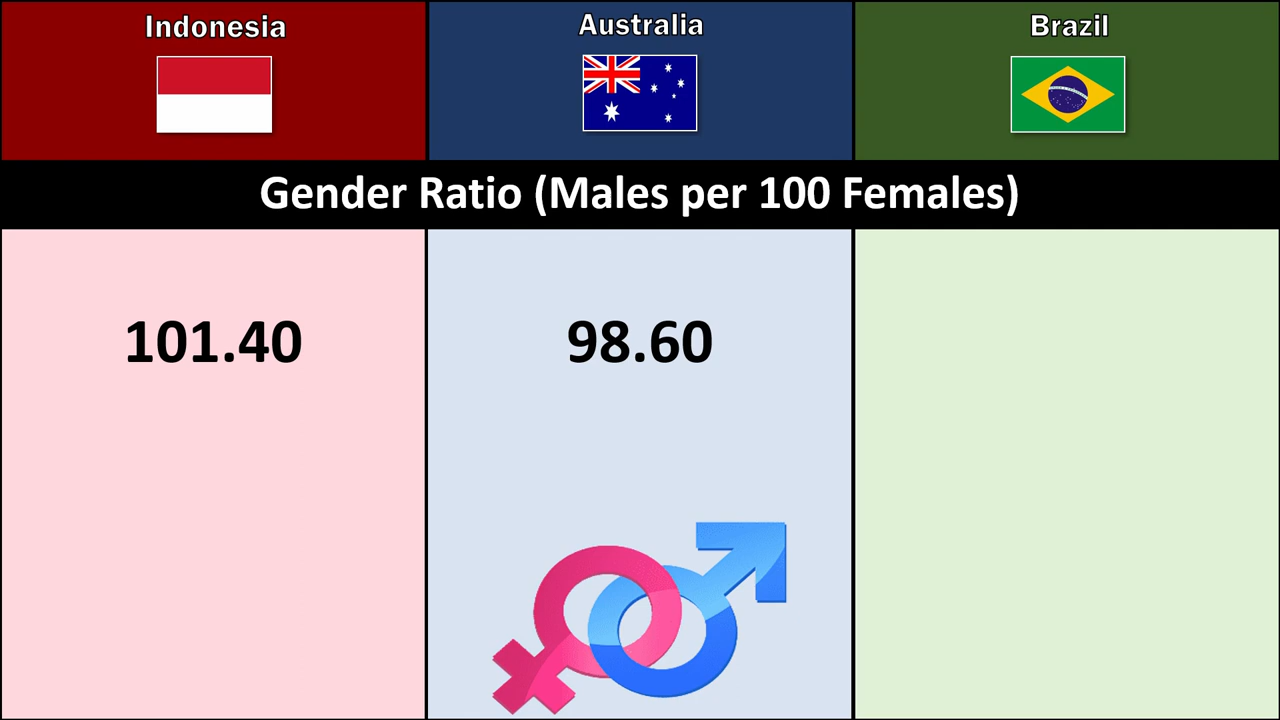 Indonesia
Australia
Brazil
Gender Ratio (Males per 100 Females)
101.40
98.60